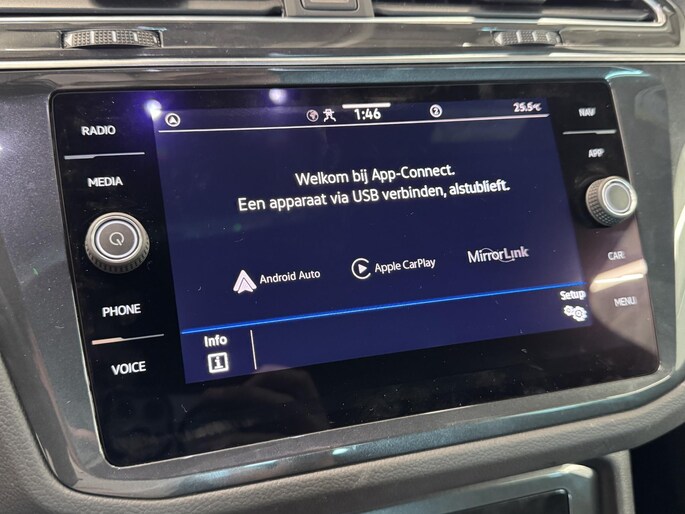 RADIO
MEDIA
PHONE
VOICE
1:46
2
25.5°C
Welkom bij App-Connect.
Een apparaat via USB verbinden, alstublieft.
Android Auto
Apple CarPlay
MirrorLink
Info
Setup
NAV
APP
CAR
MENU